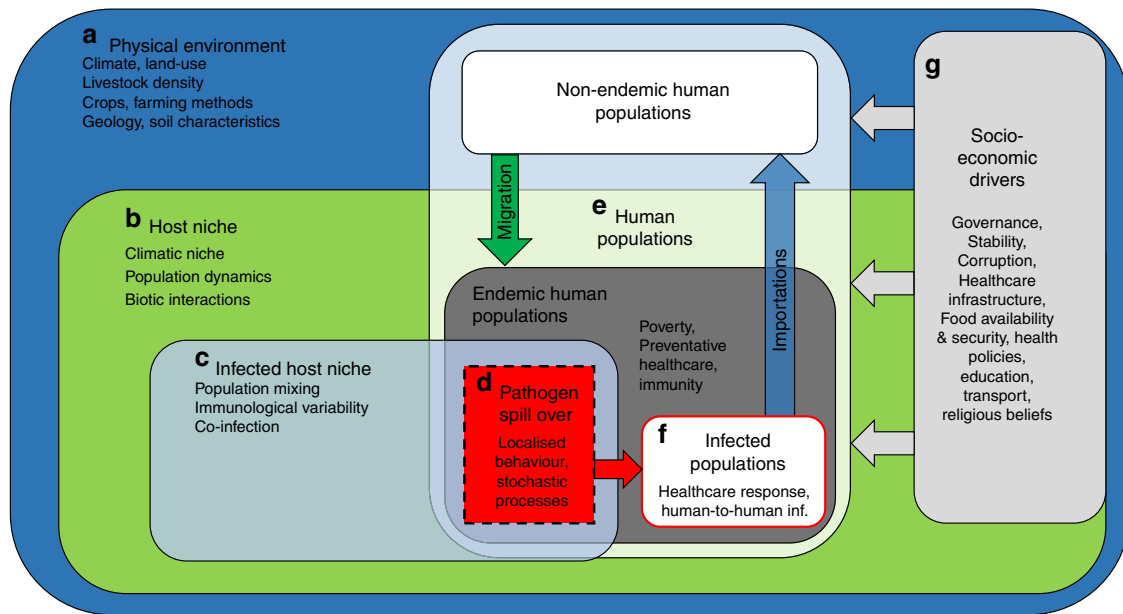 a Physical environment
Climate, land-use
Livestock density
Crops, farming methods
Geology, soil characteristics
Non-endemic human
populations
g
Socio-
economic
drivers
Governance,
Stability,
Corruption,
Healthcare
infrastructure,
Food availability
& security, health
policies,
education,
transport,
religious beliefs
Migration
b Host niche
Climatic niche
Population dynamics
Biotic interactions
e Human
populations
Importations
Endemic human
populations
Poverty,
Preventative
healthcare,
immunity
c Infected host niche
Population mixing
Immunological variability
Co-infection
d Pathogen
spill over
Localised
behaviour,
stochastic
processes
f Infected
populations
Healthcare response,
human-to-human inf.